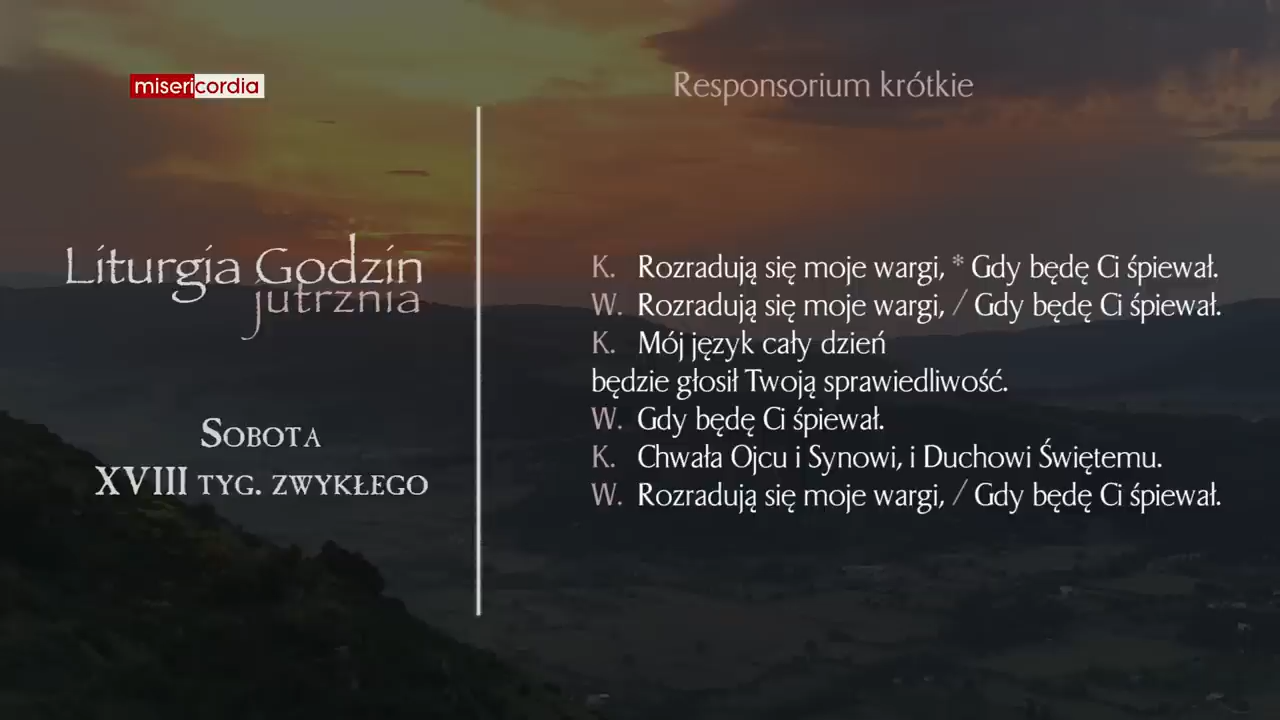 misericordia
Liturgia Godzin
jutrznia
Sobota
XVIII tyg. zwykłego
Responsorium krótkie
K. Rozradują się moje wargi, * Gdy będę Ci śpiewał.
W. Rozradują się moje wargi, / Gdy będę Ci śpiewał.
K. Mój język cały dzień
będzie głosił Twoją sprawiedliwość.
W. Gdy będę Ci śpiewał.
K. Chwała Ojcu i Synowi, i Duchowi Świętemu.
W. Rozradują się moje wargi, / Gdy będę Ci śpiewał.